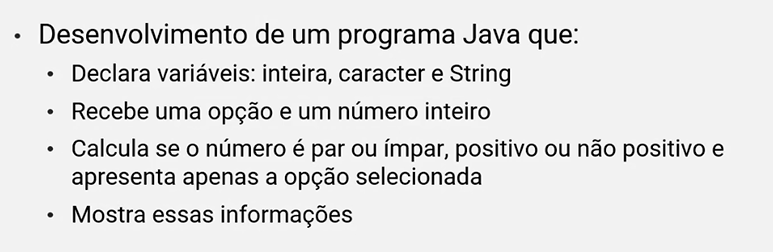 • Desenvolvimento de um programa Java que:
• Declara variáveis: inteira, caracter e String
• Recebe uma opção e um número inteiro
• Calcula se o número é par ou ímpar, positivo ou não positivo e
apresenta apenas a opção selecionada
• Mostra essas informações